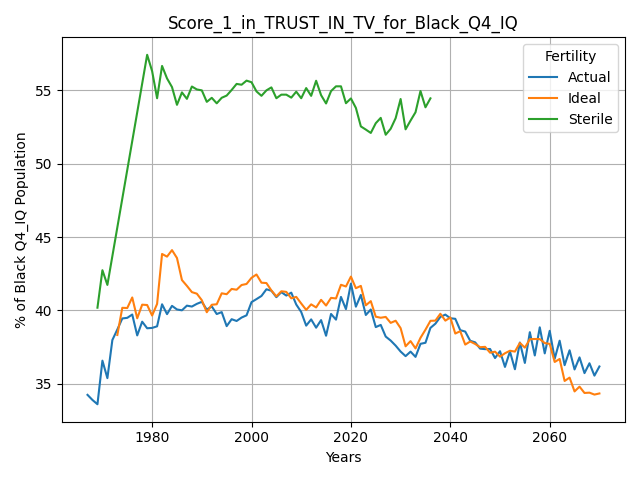 Score_1_in_TRUST_IN_TV_for_Black_Q4_IQ
% of Black Q4_IQ Population
55
50
45
40
35
Fertility
Actual
Ideal
Sterile
1980 2000 2020 2040 2060
Years